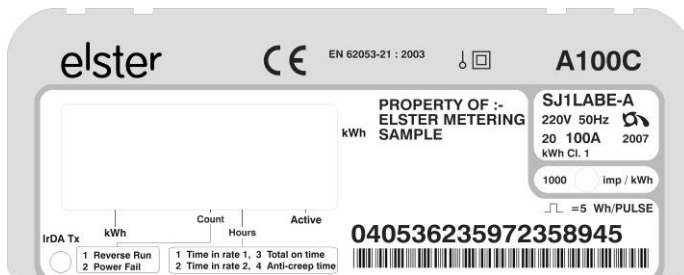 elster CE EN 62053-21 : 2003 A100C
PROPERTY OF :-
ELSTER METERING
SAMPLE
kWh
SJ1LABE-A
220V 50Hz
20 100A 2007
kWh Cl. 1
1000 imp / kWh
=5 Wh/PULSE
kWh Count Hours Active
IrDA Tx
1 Reverse Run
2 Power Fail
1 Time in rate 1, 3 Total on time
2 Time in rate 2, 4 Anti-creep time
040536235972358945